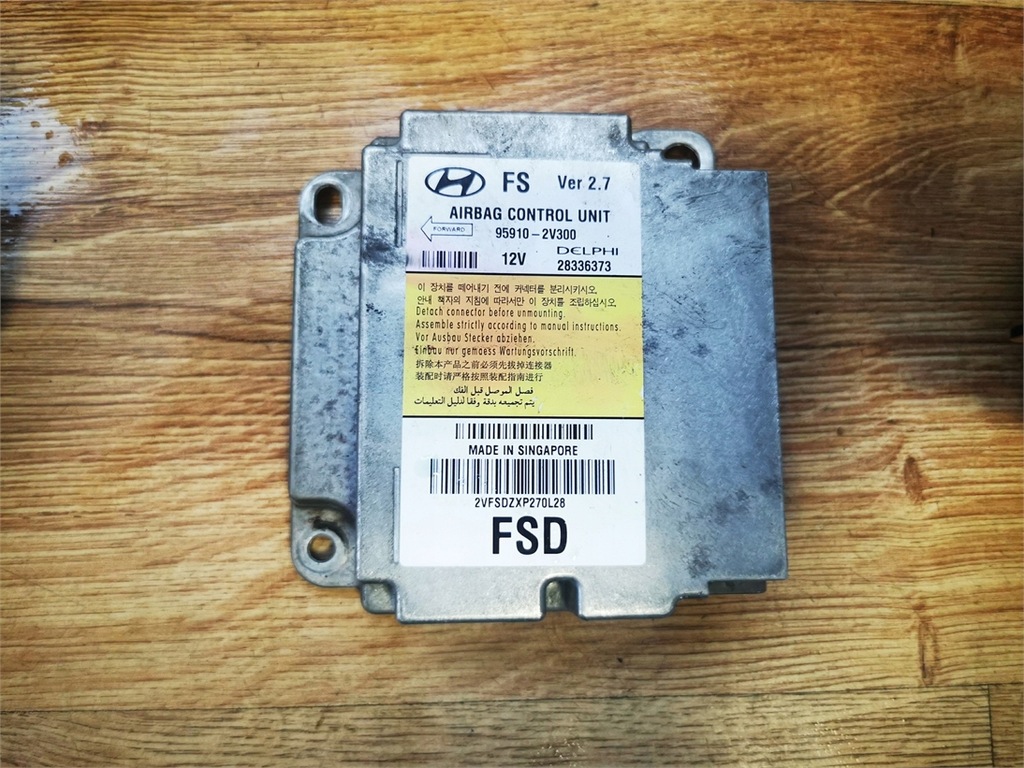 FS Ver 2.7
AIRBAG CONTROL UNIT
FORWARD 95910-2V300
12V DELPHI
28336373
이 장치를 떼어내기 전에 커넥터를 분리시키시오.
안내 책자의 지침에 따라서만 이 장치를 조립하십시오.
Detach connector before unmounting.
Assemble strictly according to manual instructions.
Vor Ausbau Stecker abziehen.
Einbau nur gemaess Wartungsvorschrift.
拆除本产品之前必须先拔掉连接器
装配时请严格按照装配指南进行
فصل الموصل قبل الفك
يتم تجميعه بدقة وفقا لدليل التعليمات
MADE IN SINGAPORE
2VFSDZXP270L28
FSD